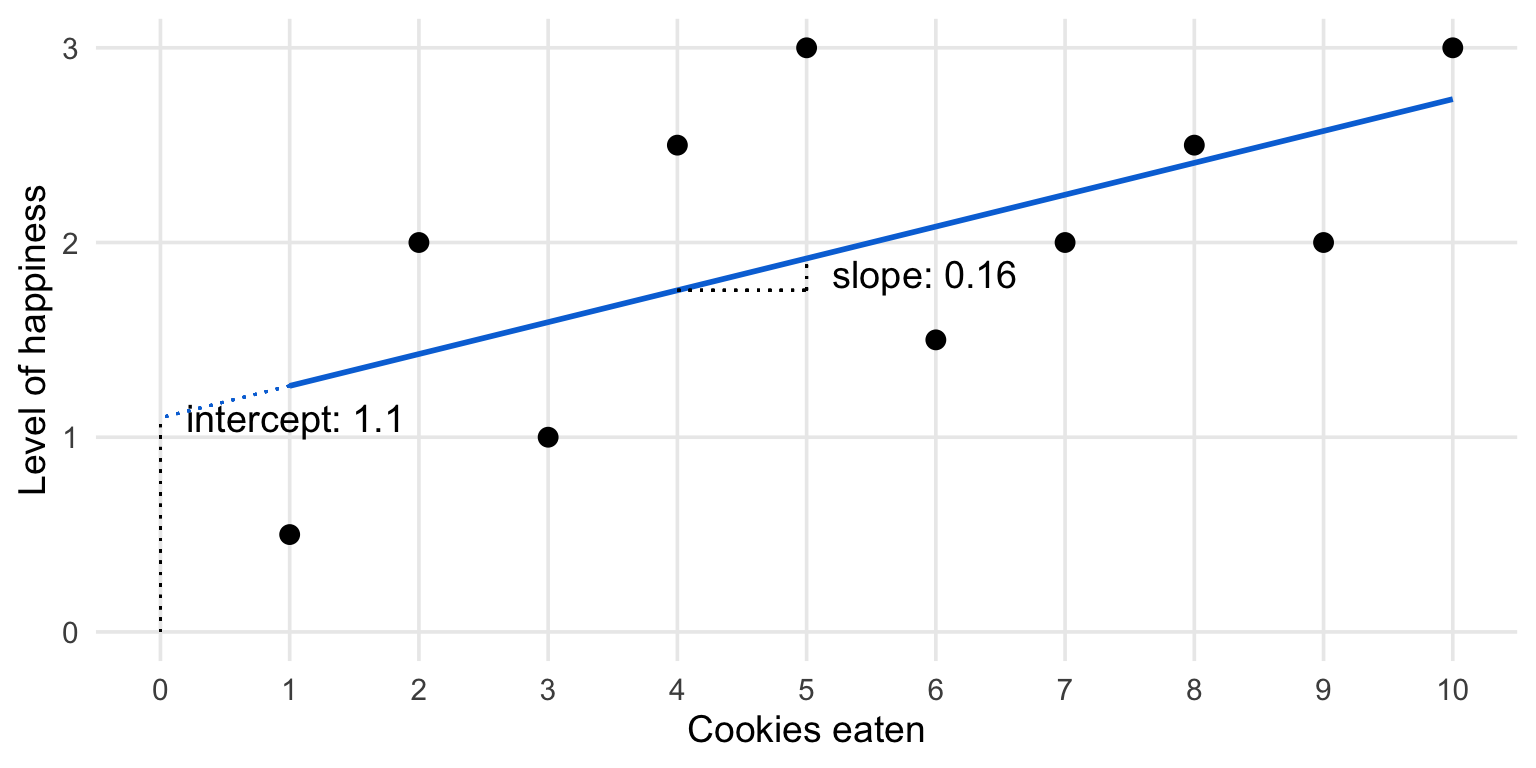 Level of happiness
3
2
1
0
slope: 0.16
intercept: 1.1
0 1 2 3 4 5 6 7 8 9 10
Cookies eaten